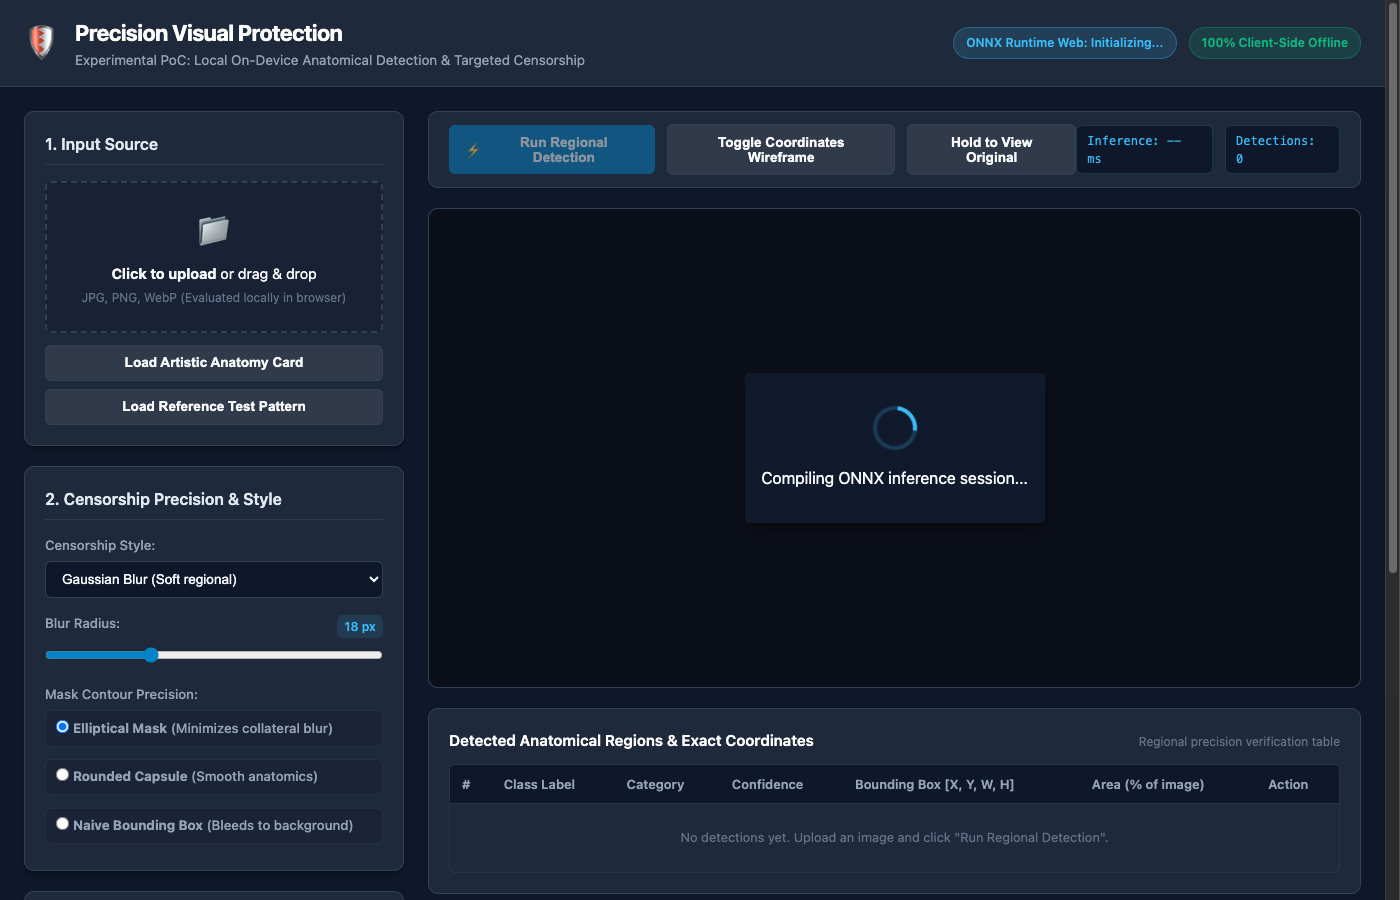 Precision Visual Protection
Experimental PoC: Local On-Device Anatomical Detection & Targeted Censorship
ONNX Runtime Web: Initializing...
100% Client-Side Offline
1. Input Source
Click to upload or drag & drop
JPG, PNG, WebP (Evaluated locally in browser)
Load Artistic Anatomy Card
Load Reference Test Pattern
2. Censorship Precision & Style
Censorship Style:
Gaussian Blur (Soft regional)
Blur Radius:
18 px
Mask Contour Precision:
Elliptical Mask (Minimizes collateral blur)
Rounded Capsule (Smooth anatomics)
Naive Bounding Box (Bleeds to background)
Run Regional
Detection
Toggle Coordinates
Wireframe
Hold to View
Original
Inference: --
ms
Detections:
0
Compiling ONNX inference session...
Detected Anatomical Regions & Exact Coordinates
Regional precision verification table
# Class Label Category Confidence Bounding Box [X, Y, W, H] Area (% of image) Action
No detections yet. Upload an image and click "Run Regional Detection".